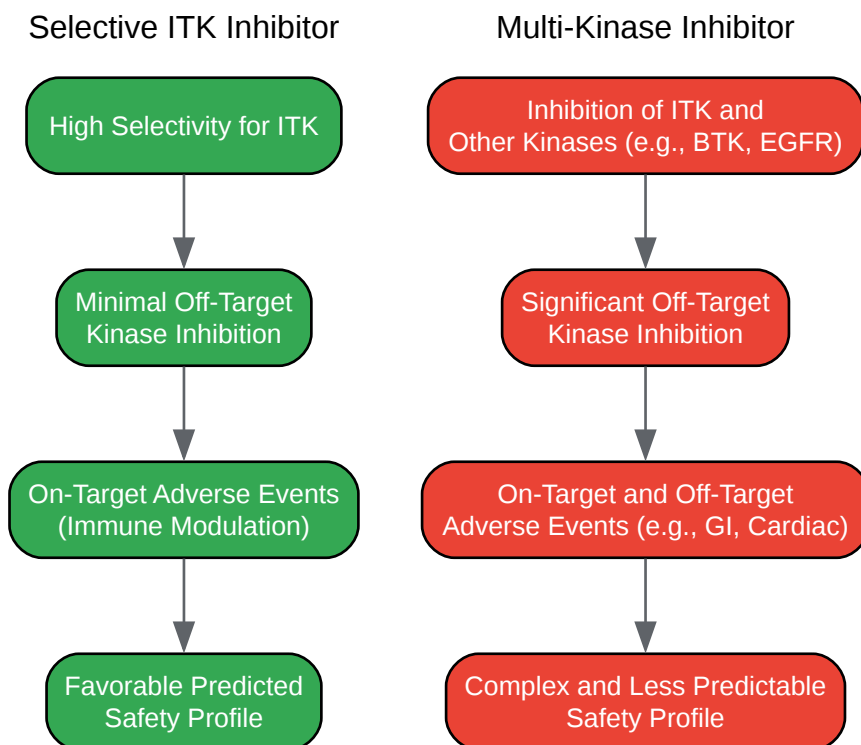 Selective ITK Inhibitor
High Selectivity for ITK
Minimal Off-Target
Kinase Inhibition
On-Target Adverse Events
(Immune Modulation)
Favorable Predicted
Safety Profile
Multi-Kinase Inhibitor
Inhibition of ITK and
Other Kinases (e.g., BTK, EGFR)
Significant Off-Target
Kinase Inhibition
On-Target and Off-Target
Adverse Events (e.g., GI, Cardiac)
Complex and Less Predictable
Safety Profile